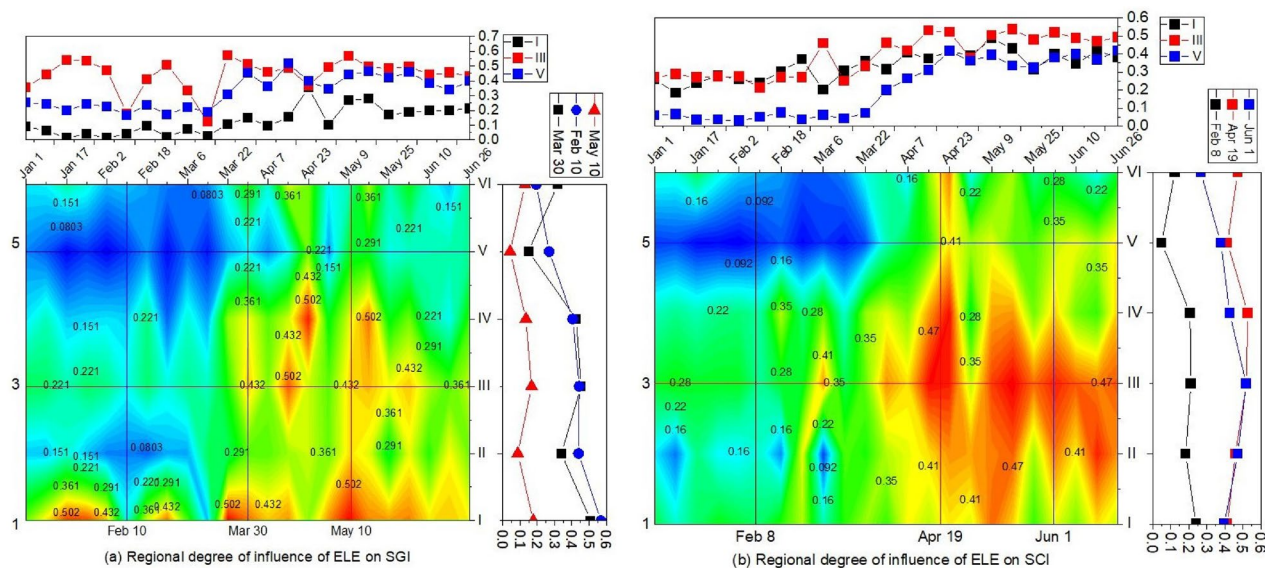 0.7
0.6
0.5
0.4
0.3
0.2
0.1
0.0
I
III
V
Jan 1
Jan 17
Feb 2
Feb 18
Mar 6
Mar 22
Apr 7
Apr 23
May 9
May 25
Jun 10
Jun 26
Mar 30
Feb 10
May 10
5
3
1
VI
V
IV
III
II
I
0.151
0.0803
0.0803
0.291
0.361
0.361
0.151
0.221
0.221
0.221
0.221
0.151
0.291
0.432
0.361
0.502
0.151
0.221
0.432
0.432
0.502
0.291
0.221
0.221
0.432
0.502
0.432
0.361
0.361
0.151
0.151
0.0803
0.291
0.361
0.291
0.221
0.361
0.291
0.221
0.291
0.502
0.432
0.502
0.432
0.361
0.502
0.432
Feb 10
Mar 30
May 10
0.0
0.1
0.2
0.3
0.4
0.5
0.6
(a) Regional degree of influence of ELE on SGI
0.6
0.5
0.4
0.3
0.2
0.1
0.0
I
III
V
Jan 1
Jan 17
Feb 2
Feb 18
Mar 6
Mar 22
Apr 7
Apr 23
May 9
May 25
Jun 10
Jun 26
Feb 8
Apr 19
Jun 1
5
3
1
VI
V
IV
III
II
I
0.16
0.092
0.16
0.22
0.28
0.22
0.41
0.35
0.092
0.16
0.35
0.22
0.35
0.28
0.28
0.35
0.47
0.35
0.41
0.28
0.28
0.35
0.47
0.22
0.16
0.16
0.16
0.092
0.16
0.35
0.41
0.47
0.41
0.41
Feb 8
Apr 19
Jun 1
0.0
0.1
0.2
0.3
0.4
0.5
0.6
(b) Regional degree of influence of ELE on SCI